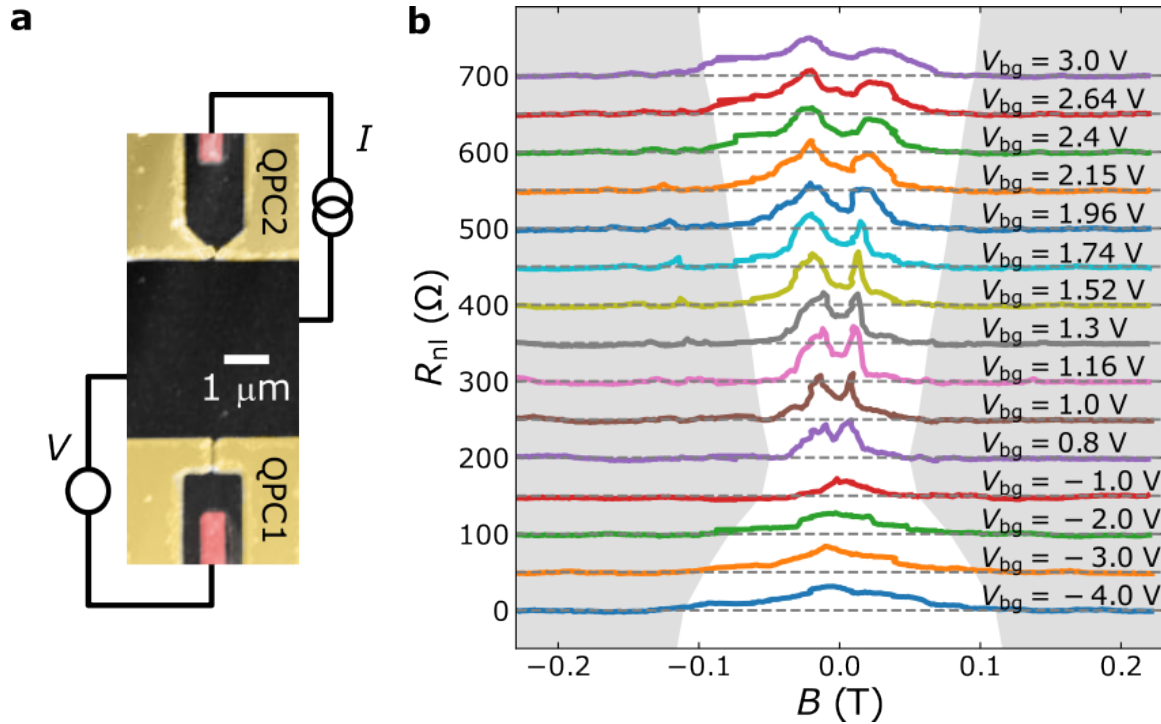 a
I
QPC2
1 μm
V
QPC1
b
R_nl (Ω)
700
600
500
400
300
200
100
0
V_bg = 3.0 V
V_bg = 2.64 V
V_bg = 2.4 V
V_bg = 2.15 V
V_bg = 1.96 V
V_bg = 1.74 V
V_bg = 1.52 V
V_bg = 1.3 V
V_bg = 1.16 V
V_bg = 1.0 V
V_bg = 0.8 V
V_bg = −1.0 V
V_bg = −2.0 V
V_bg = −3.0 V
V_bg = −4.0 V
−0.2 −0.1 0.0 0.1 0.2
B (T)